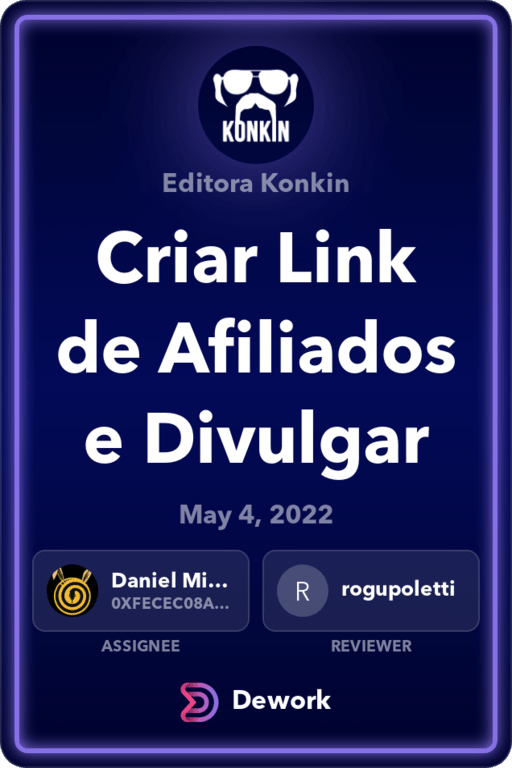 KONKIN
Editora Konkin
Criar Link
de Afiliados
e Divulgar
May 4, 2022
Daniel Mi...
0XFECEC08A...
R
rogupoletti
ASSIGNEE
REVIEWER
Dework